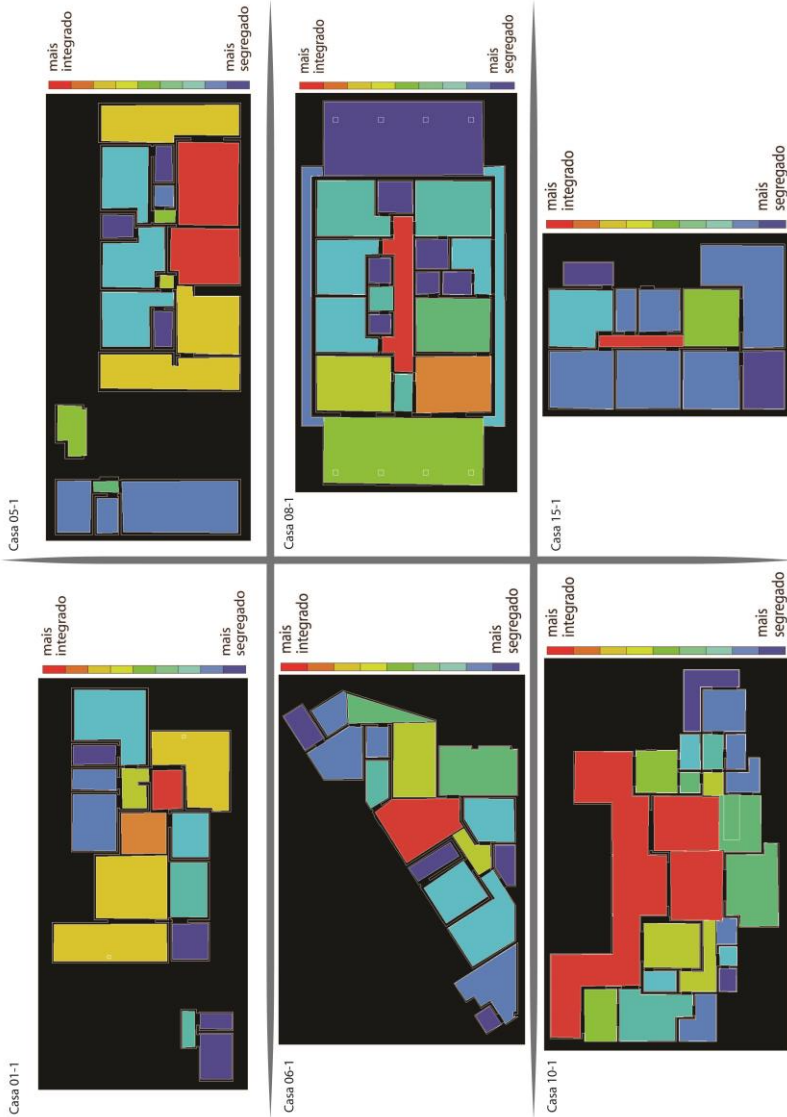 Casa 01-1
mais
integrado
mais
segregado
Casa 05-1
mais
integrado
mais
segregado
Casa 06-1
mais
integrado
mais
segregado
Casa 08-1
mais
integrado
mais
segregado
Casa 10-1
mais
integrado
mais
segregado
Casa 15-1
mais
integrado
mais
segregado